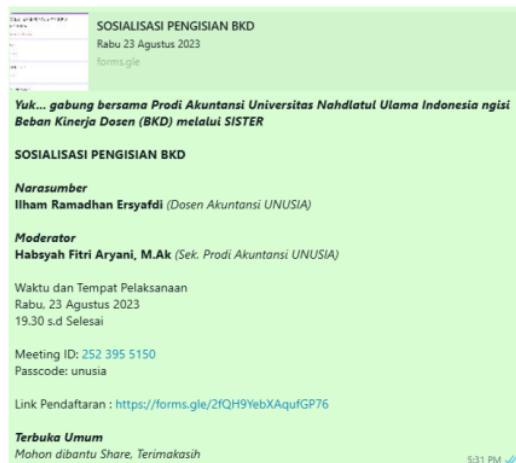 SOSIALISASI PENGISIAN BKD
Rabu 23 Agustus 2023
forms.gle
Yuk... gabung bersama Prodi Akuntansi Universitas Nahdlatul Ulama Indonesia ngisi
Beban Kinerja Dosen (BKD) melalui SISTER
SOSIALISASI PENGISIAN BKD
Narasumber
Ilham Ramadhan Ersyafdi (Dosen Akuntansi UNUSIA)
Moderator
Habsyah Fitri Aryani, M.Ak (Sek. Prodi Akuntansi UNUSIA)
Waktu dan Tempat Pelaksanaan
Rabu, 23 Agustus 2023
19.30 s.d Selesai
Meeting ID: 252 395 5150
Passcode: unusia
Link Pendaftaran : https://forms.gle/2fQH9YebXAqufGP76
Terbuka Umum
Mohon dibantu Share, Terimakasih
5:31 PM